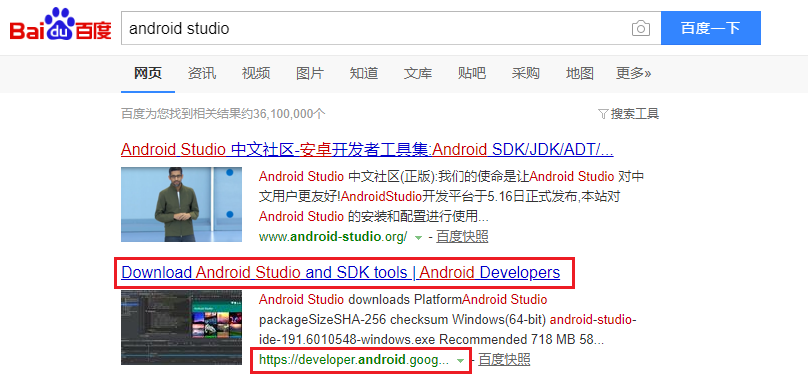 Bai du 百度
android studio
百度一下
网页 资讯 视频 图片 知道 文库 贴吧 采购 地图 更多»
百度为您找到相关结果约36,100,000个
搜索工具
Android Studio 中文社区-安卓开发者工具集:Android SDK/JDK/ADT/...
Android Studio 中文社区(正版):我们的使命是让Android Studio 对中
文用户更友好!AndroidStudio开发平台于5.16日正式发布,本站对
Android Studio 的安装和配置进行使用...
www.android-studio.org/ - 百度快照
Download Android Studio and SDK tools | Android Developers
Android Studio downloads PlatformAndroid Studio
packageSizeSHA-256 checksum Windows(64-bit) android-studio-
ide-191.6010548-windows.exe Recommended 718 MB 58...
https://developer.android.goog... - 百度快照